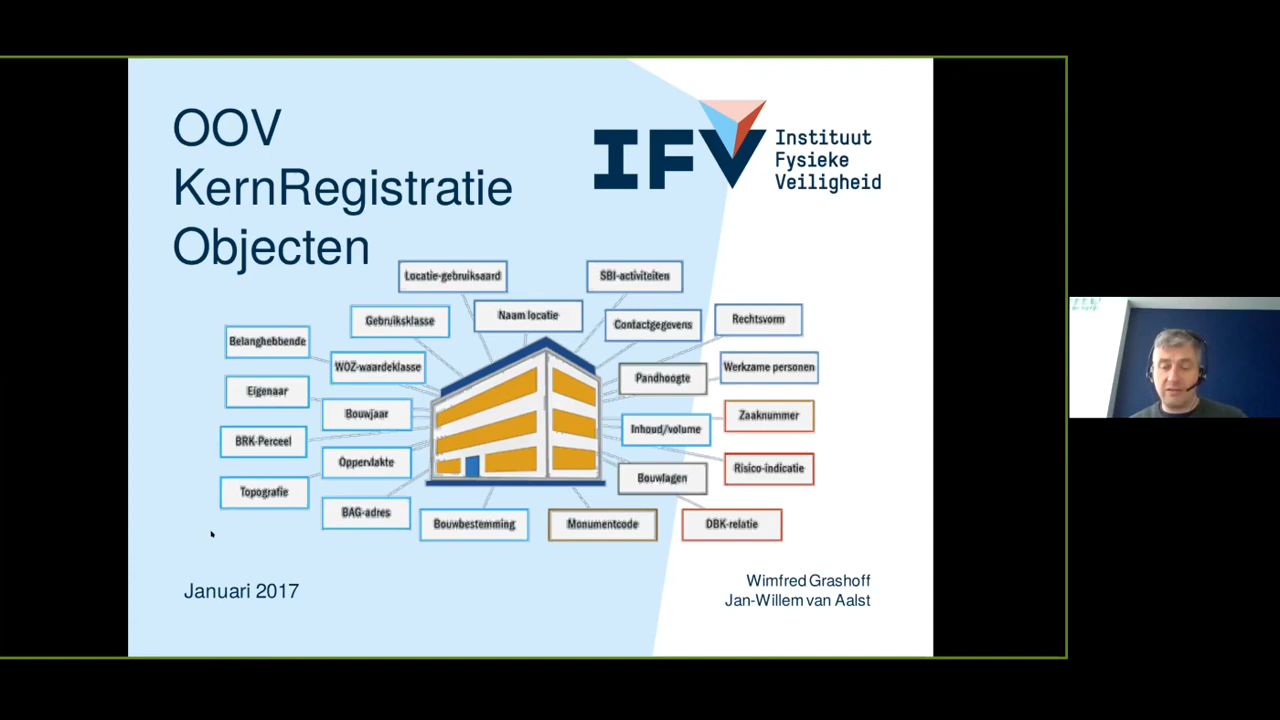 OOV
KernRegistratie
Objecten
IFV
Instituut
Fysieke
Veiligheid
Locatie-gebruiksaard
SBI-activiteiten
Gebruiksklasse
Naam locatie
Contactgegevens
Rechtsvorm
Belanghebbende
WOZ-waardeklasse
Pandhoogte
Werkzame personen
Eigenaar
Bouwjaar
Inhoud/volume
Zaaknummer
BRK-Perceel
Oppervlakte
Bouwlagen
Risico-indicatie
Topografie
BAG-adres
Bouwbestemming
Monumentcode
DBK-relatie
Januari 2017
Wimfred Grashoff
Jan-Willem van Aalst